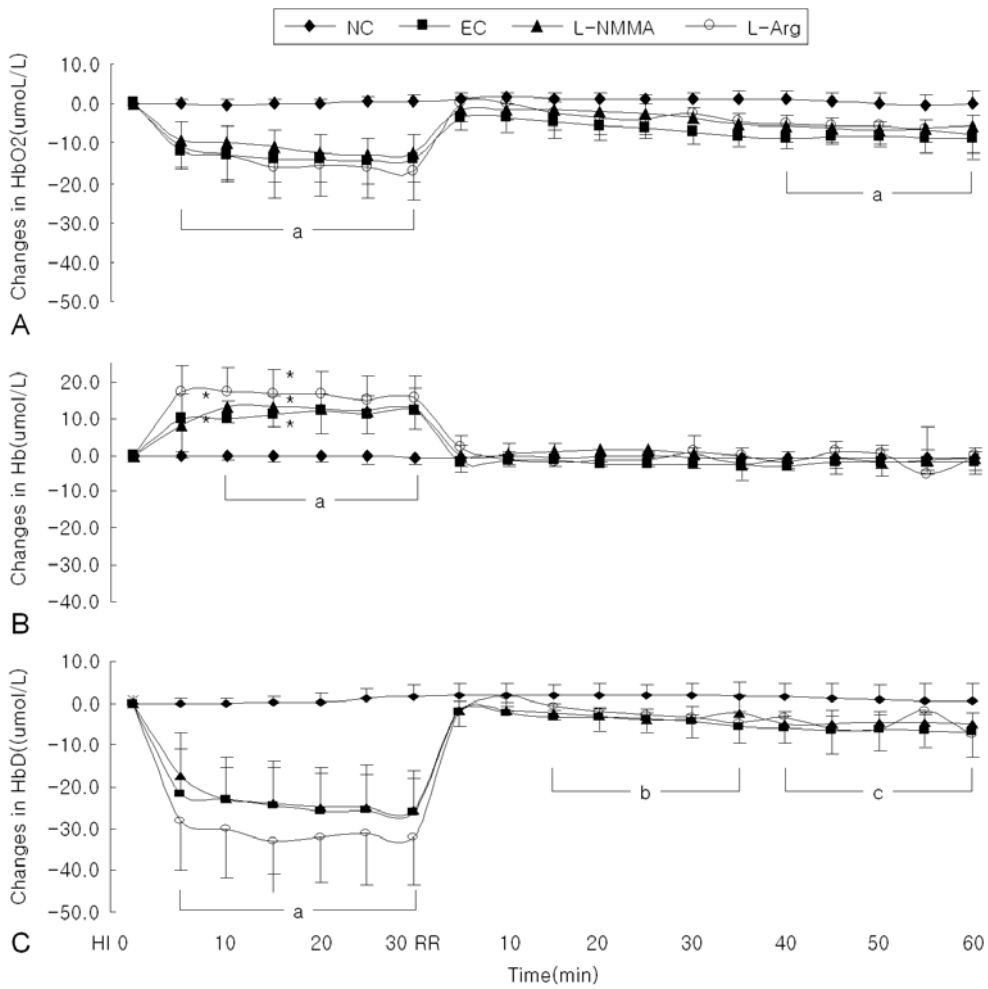 NC EC L-NMMA L-Arg
Changes in HbO2(umoL/L)
10.0
0.0
-10.0
-20.0
-30.0
-40.0
-50.0
a
a
A
Changes in Hb(umol/L)
20.0
10.0
0.0
-10.0
-20.0
-30.0
-40.0
*
*
*
*
*
a
B
Changes in HbD((umol/L)
10.0
0.0
-10.0
-20.0
-30.0
-40.0
-50.0
a
b
c
C
HI 0 10 20 30 RR 10 20 30 40 50 60
Time(min)